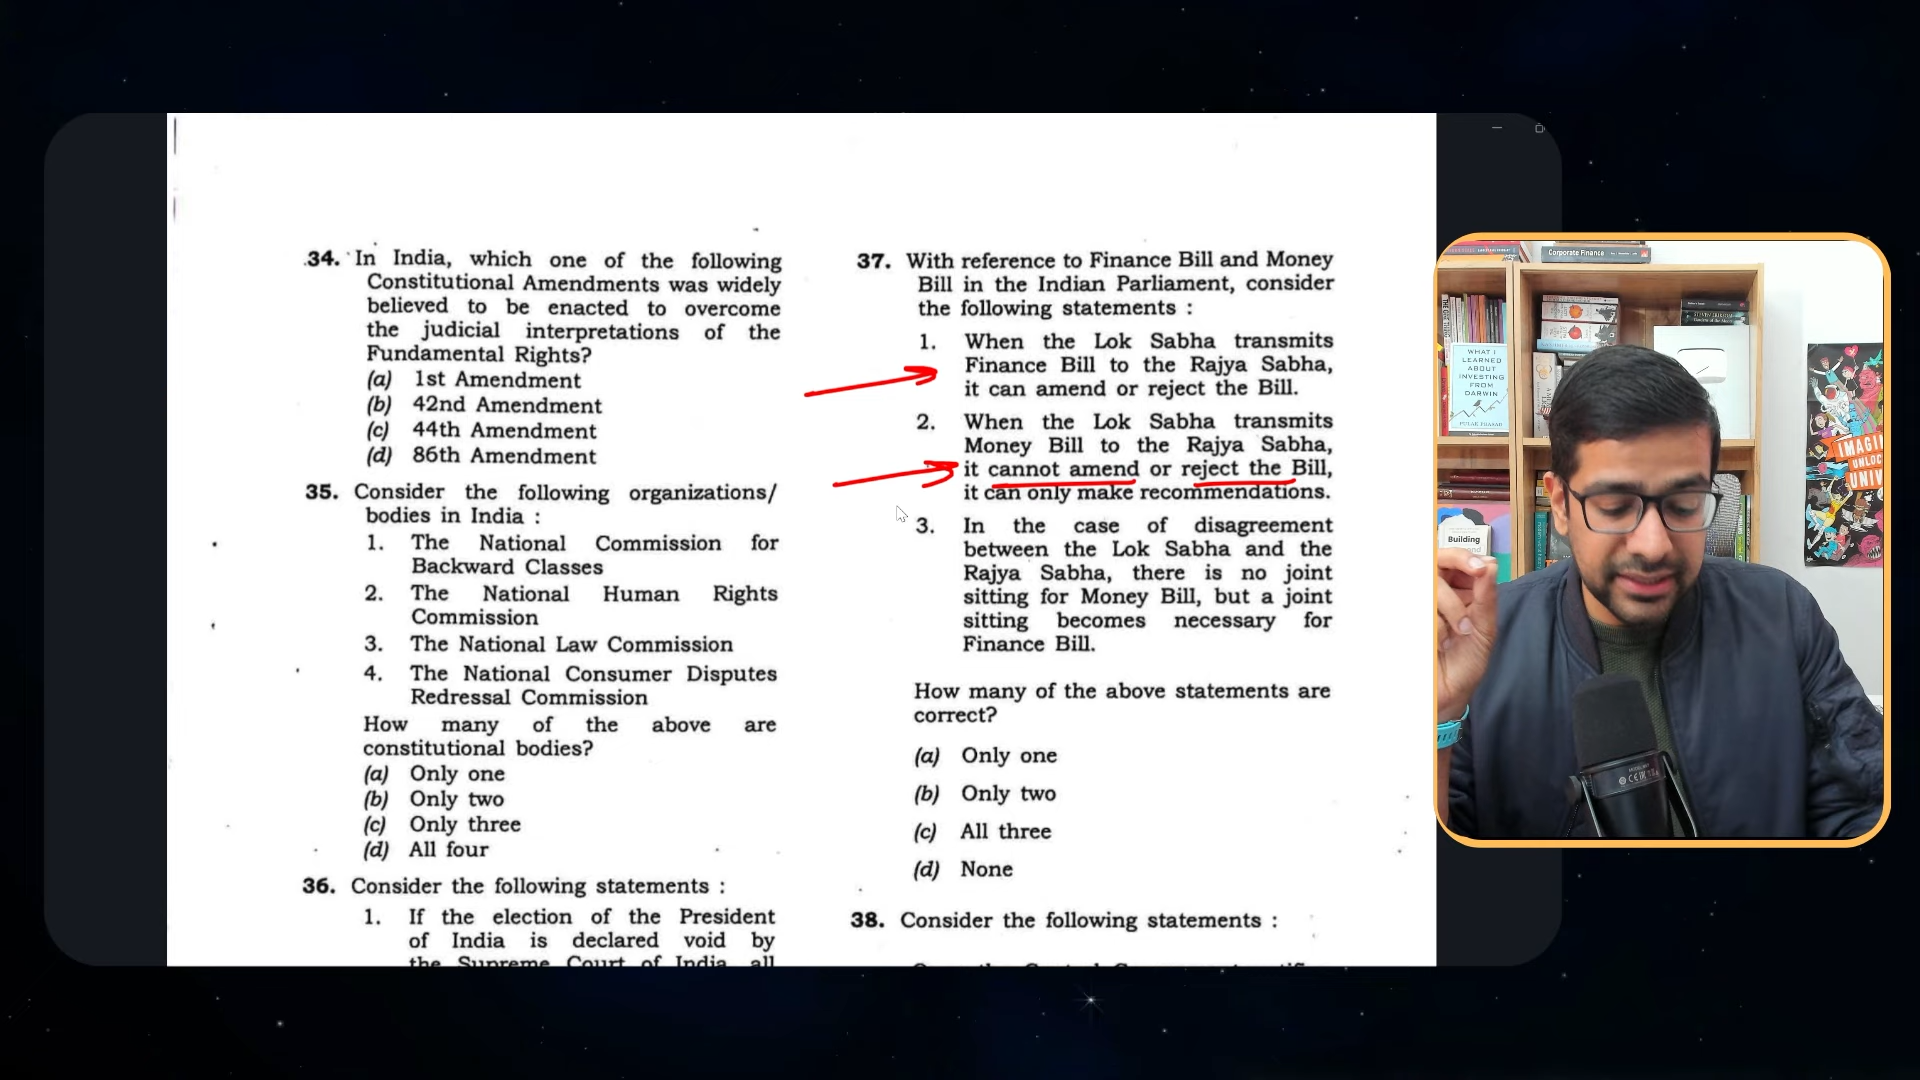 34. In India, which one of the following
Constitutional Amendments was widely
believed to be enacted to overcome
the judicial interpretations of the
Fundamental Rights?
(a) 1st Amendment
(b) 42nd Amendment
(c) 44th Amendment
(d) 86th Amendment
35. Consider the following organizations/
bodies in India :
1. The National Commission for
Backward Classes
2. The National Human Rights
Commission
3. The National Law Commission
4. The National Consumer Disputes
Redressal Commission
How many of the above are
constitutional bodies?
(a) Only one
(b) Only two
(c) Only three
(d) All four
36. Consider the following statements :
1. If the election of the President
of India is declared void by
the Supreme Court of India, all
37. With reference to Finance Bill and Money
Bill in the Indian Parliament, consider
the following statements :
1. When the Lok Sabha transmits
Finance Bill to the Rajya Sabha,
it can amend or reject the Bill.
2. When the Lok Sabha transmits
Money Bill to the Rajya Sabha,
it cannot amend or reject the Bill,
it can only make recommendations.
3. In the case of disagreement
between the Lok Sabha and the
Rajya Sabha, there is no joint
sitting for Money Bill, but a joint
sitting becomes necessary for
Finance Bill.
How many of the above statements are
correct?
(a) Only one
(b) Only two
(c) All three
(d) None
38. Consider the following statements :
Corporate Finance
WHAT I
LEARNED
ABOUT
INVESTING
FROM
DARWIN
PULAK PRASAD
Building
IMAGI
UNLOC
UNIV